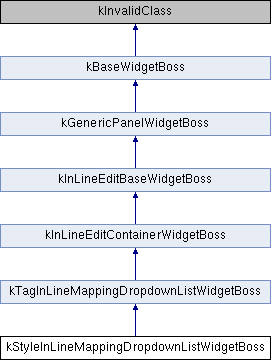 kInvalidClass
kBaseWidgetBoss
kGenericPanelWidgetBoss
kInLineEditBaseWidgetBoss
kInLineEditContainerWidgetBoss
kTagInLineMappingDropdownListWidgetBoss
kStyleInLineMappingDropdownListWidgetBoss